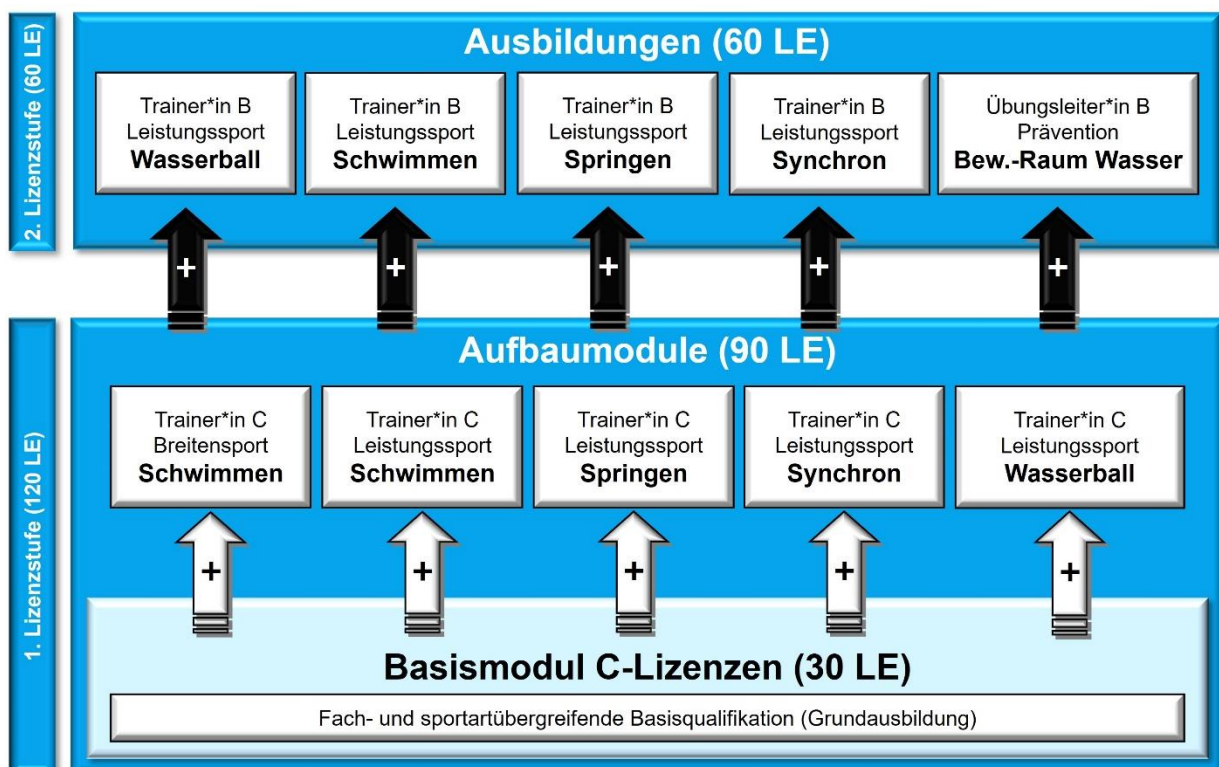 2. Lizenzstufe (60 LE)
Ausbildungen (60 LE)
Trainer*in B
Leistungssport
Wasserball
Trainer*in B
Leistungssport
Schwimmen
Trainer*in B
Leistungssport
Springen
Trainer*in B
Leistungssport
Synchron
Übungsleiter*in B
Prävention
Bew.-Raum Wasser
+
+
+
+
+
1. Lizenzstufe (120 LE)
Aufbaumodule (90 LE)
Trainer*in C
Breitensport
Schwimmen
Trainer*in C
Leistungssport
Schwimmen
Trainer*in C
Leistungssport
Springen
Trainer*in C
Leistungssport
Synchron
Trainer*in C
Leistungssport
Wasserball
+
+
+
+
+
Basismodul C-Lizenzen (30 LE)
Fach- und sportartübergreifende Basisqualifikation (Grundausbildung)